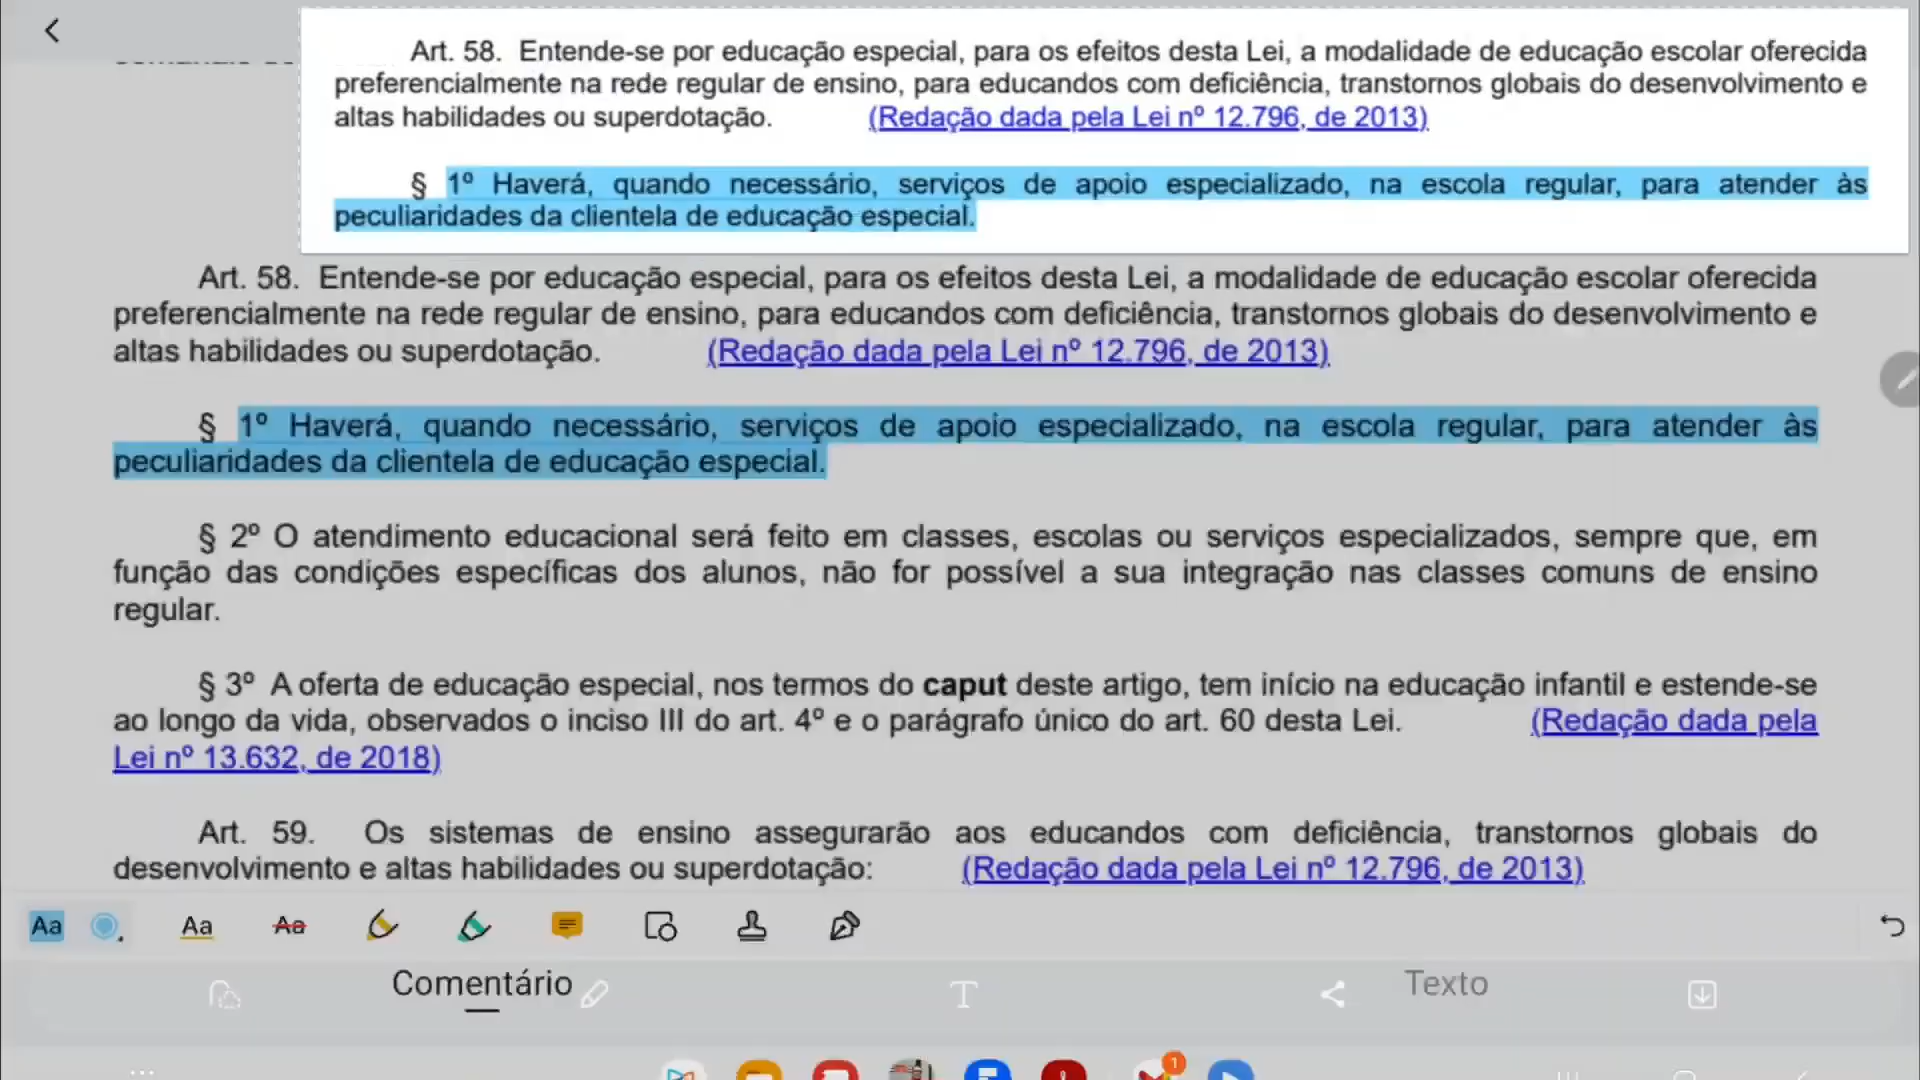 Art. 58. Entende-se por educação especial, para os efeitos desta Lei, a modalidade de educação escolar oferecida
preferencialmente na rede regular de ensino, para educandos com deficiência, transtornos globais do desenvolvimento e
altas habilidades ou superdotação. (Redação dada pela Lei nº 12.796, de 2013)
§ 1º Haverá, quando necessário, serviços de apoio especializado, na escola regular, para atender às
peculiaridades da clientela de educação especial.
Art. 58. Entende-se por educação especial, para os efeitos desta Lei, a modalidade de educação escolar oferecida
preferencialmente na rede regular de ensino, para educandos com deficiência, transtornos globais do desenvolvimento e
altas habilidades ou superdotação. (Redação dada pela Lei nº 12.796, de 2013)
§ 1º Haverá, quando necessário, serviços de apoio especializado, na escola regular, para atender às
peculiaridades da clientela de educação especial.
§ 2º O atendimento educacional será feito em classes, escolas ou serviços especializados, sempre que, em
função das condições específicas dos alunos, não for possível a sua integração nas classes comuns de ensino
regular.
§ 3º A oferta de educação especial, nos termos do caput deste artigo, tem início na educação infantil e estende-se
ao longo da vida, observados o inciso III do art. 4º e o parágrafo único do art. 60 desta Lei. (Redação dada pela
Lei nº 13.632, de 2018)
Art. 59. Os sistemas de ensino assegurarão aos educandos com deficiência, transtornos globais do
desenvolvimento e altas habilidades ou superdotação: (Redação dada pela Lei nº 12.796, de 2013)
Aa Aa Aa
Comentário T Texto
1